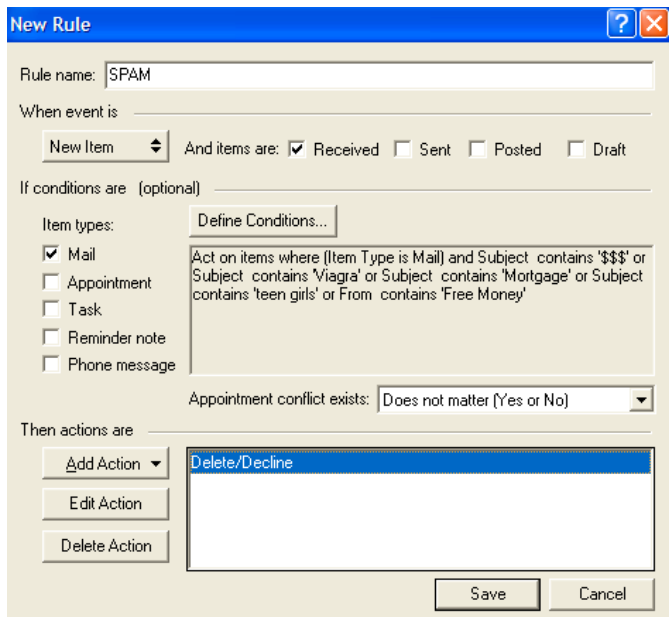 New Rule
Rule name: SPAM
When event is
New Item And items are: Received Sent Posted Draft
If conditions are (optional)
Item types: Define Conditions...
Mail
Appointment
Task
Reminder note
Phone message
Act on items where (Item Type is Mail) and Subject contains '$$$' or
Subject contains 'Viagra' or Subject contains 'Mortgage' or Subject
contains 'teen girls' or From contains 'Free Money'
Appointment conflict exists: Does not matter (Yes or No)
Then actions are
Add Action Delete/Decline
Edit Action
Delete Action
Save Cancel